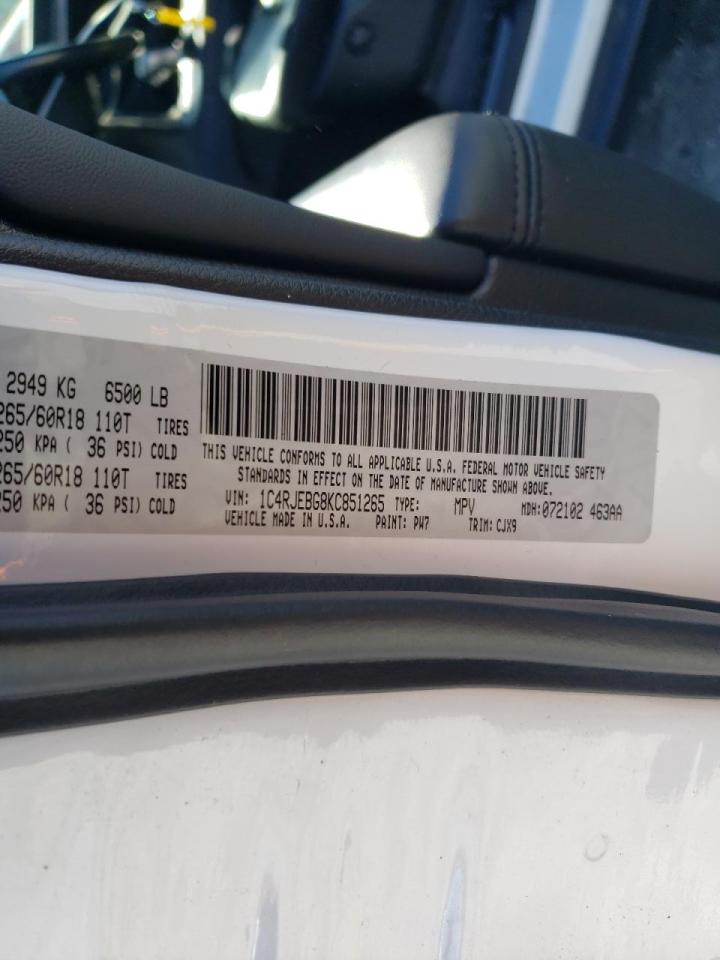 2949 KG 6500 LB
265/60R18 110T TIRES
250 KPA ( 36 PSI) COLD
265/60R18 110T TIRES
250 KPA ( 36 PSI) COLD
THIS VEHICLE CONFORMS TO ALL APPLICABLE U.S.A. FEDERAL MOTOR VEHICLE SAFETY
STANDARDS IN EFFECT ON THE DATE OF MANUFACTURE SHOWN ABOVE.
VIN: 1C4RJEBG8KC851265 TYPE: MPV MDH:072102 463AA
VEHICLE MADE IN U.S.A. PAINT: PW7 TRIM: CJX9